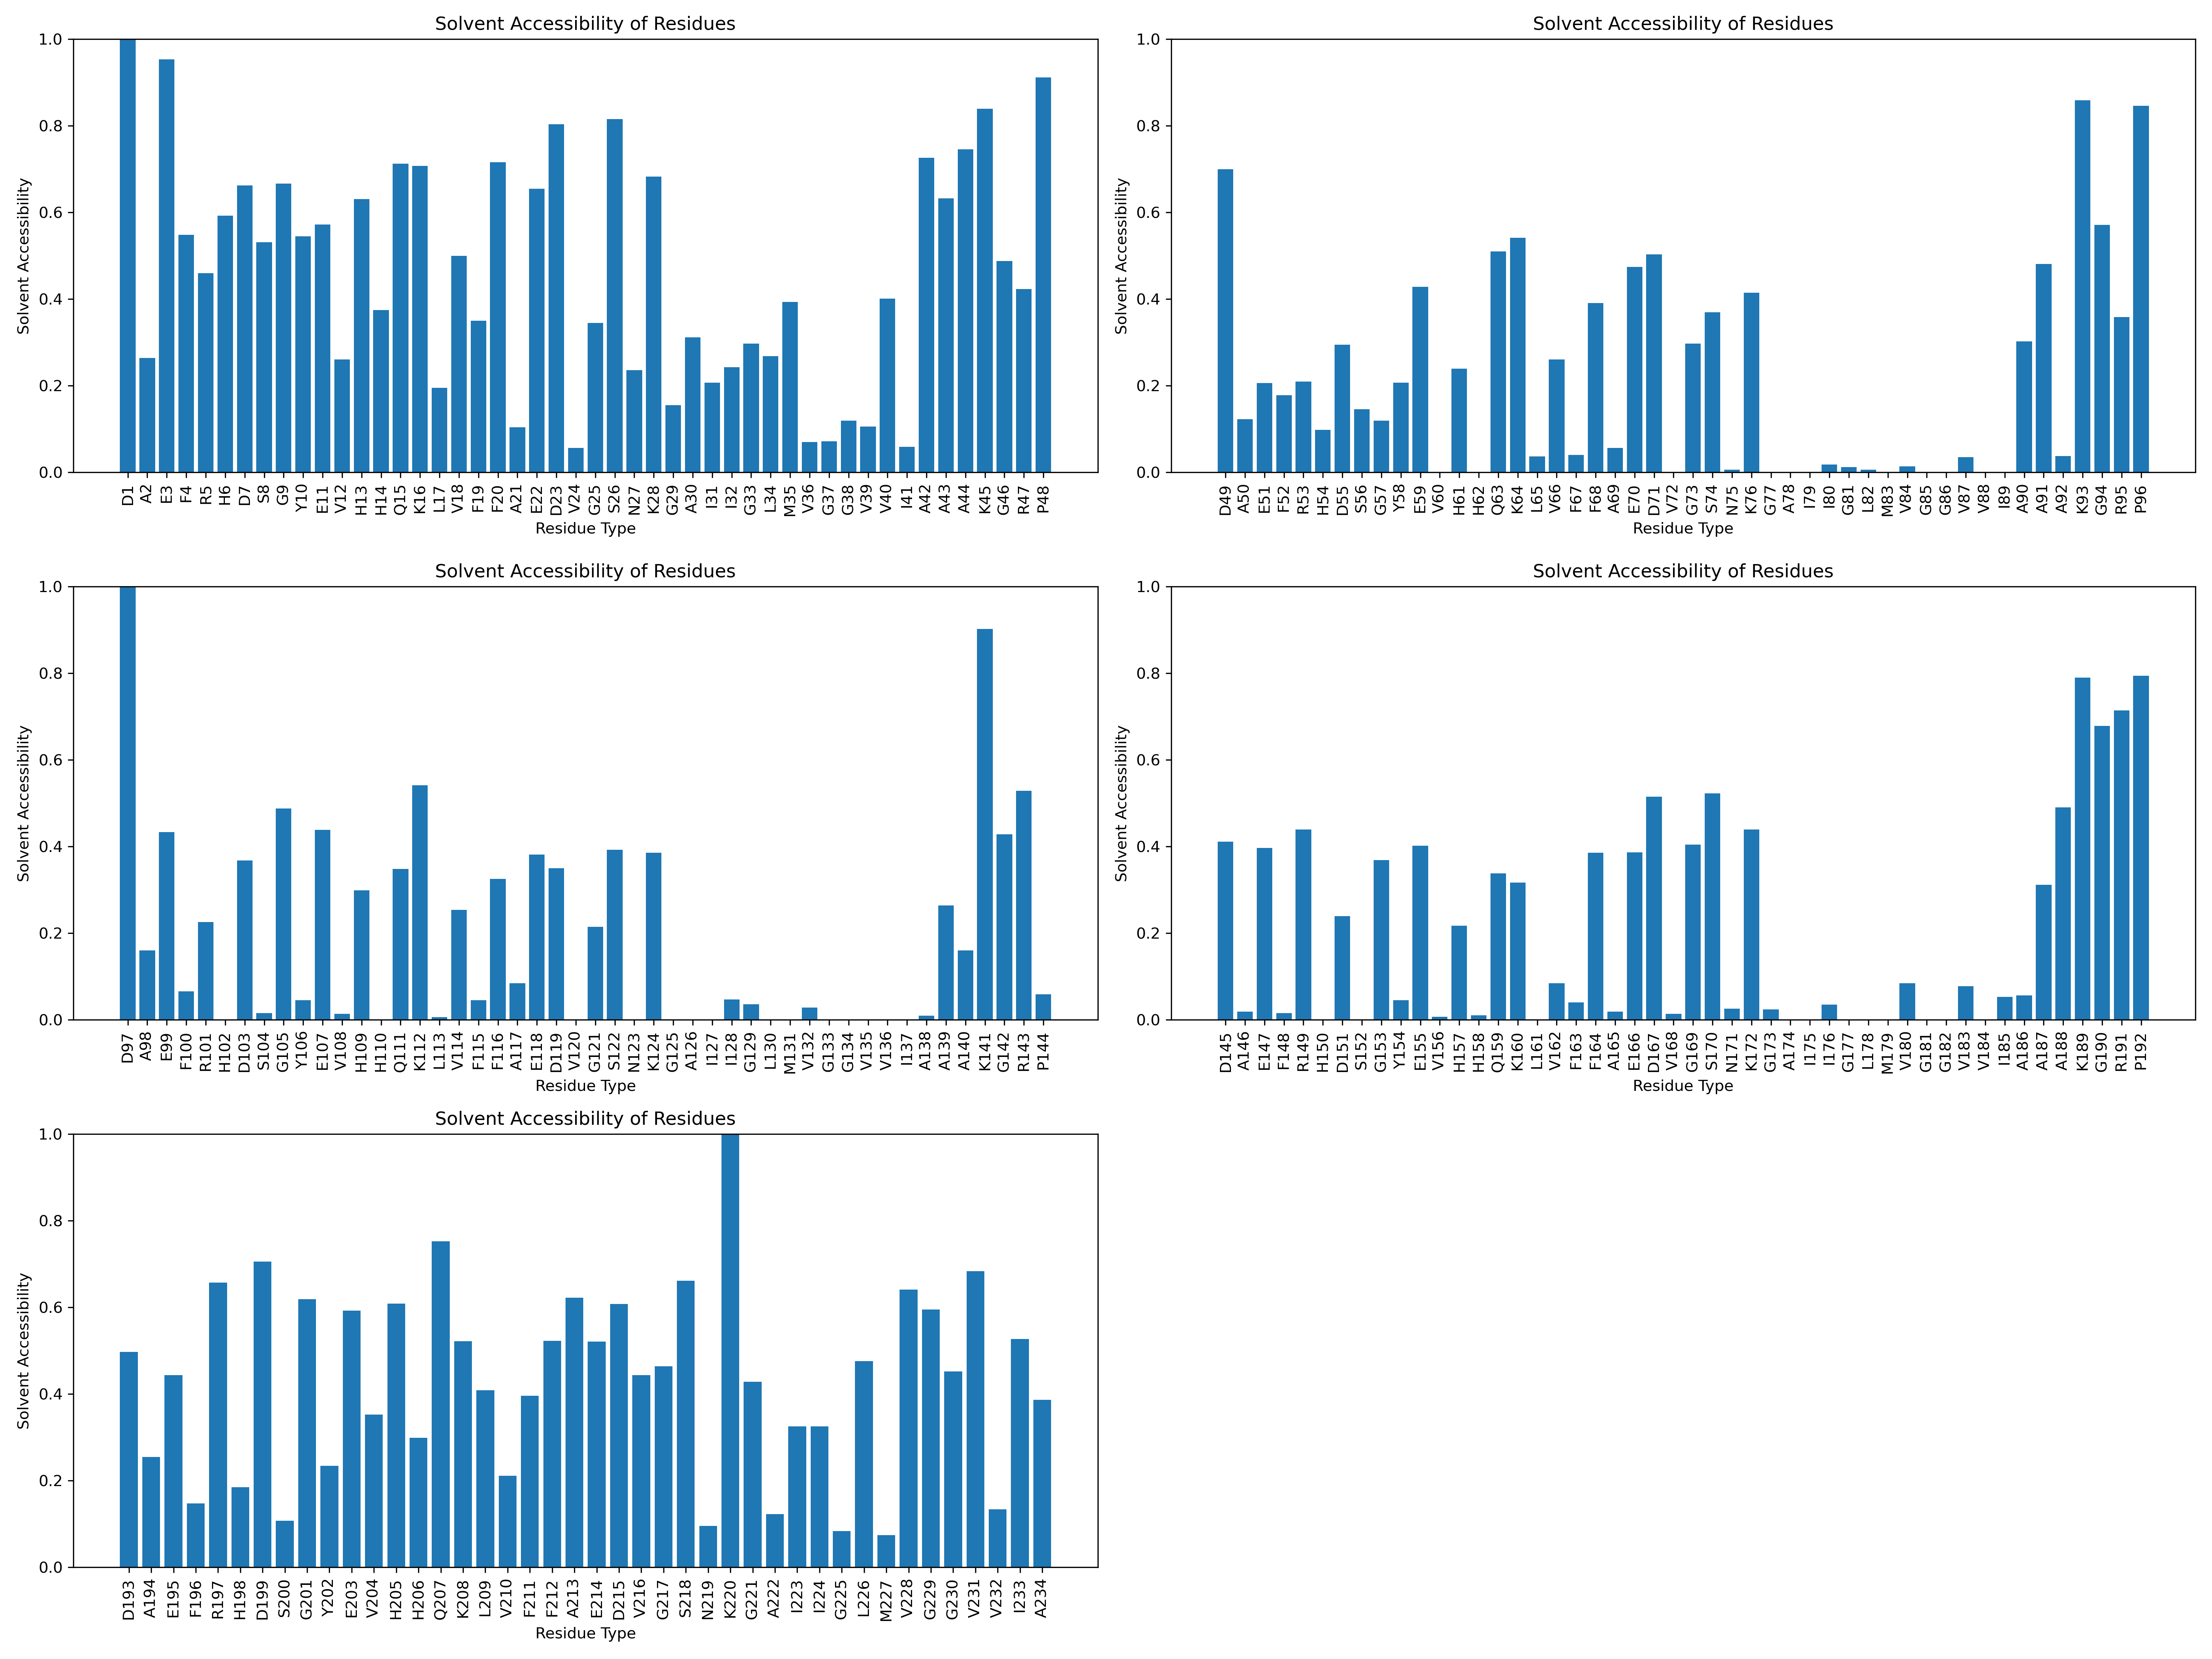 Solvent Accessibility of Residues
Solvent Accessibility
1.0
0.8
0.6
0.4
0.2
0.0
D1 A2 E3 F4 R5 H6 D7 S8 G9 Y10 E11 V12 H13 H14 Q15 K16 L17 V18 F19 F20 A21 E22 D23 V24 G25 S26 N27 K28 G29 A30 I31 I32 G33 L34 M35 V36 G37 G38 V39 V40 I41 A42 A43 A44 K45 G46 R47 P48
Residue Type
Solvent Accessibility of Residues
Solvent Accessibility
1.0
0.8
0.6
0.4
0.2
0.0
D49 A50 E51 F52 R53 H54 D55 S56 G57 Y58 E59 V60 H61 H62 Q63 K64 L65 V66 F67 F68 A69 E70 D71 V72 G73 S74 N75 K76 G77 A78 I79 I80 G81 L82 M83 V84 G85 G86 V87 V88 I89 A90 A91 A92 K93 G94 R95 P96
Residue Type
Solvent Accessibility of Residues
Solvent Accessibility
1.0
0.8
0.6
0.4
0.2
0.0
D97 A98 E99 F100 R101 H102 D103 S104 G105 Y106 E107 V108 H109 H110 Q111 K112 L113 V114 F115 F116 A117 E118 D119 V120 G121 S122 N123 K124 G125 A126 I127 I128 G129 L130 M131 V132 G133 G134 V135 V136 I137 A138 A139 A140 K141 G142 R143 P144
Residue Type
Solvent Accessibility of Residues
Solvent Accessibility
1.0
0.8
0.6
0.4
0.2
0.0
D145 A146 E147 F148 R149 H150 D151 S152 G153 Y154 E155 V156 H157 H158 Q159 K160 L161 V162 F163 F164 A165 E166 D167 V168 G169 S170 N171 K172 G173 A174 I175 I176 G177 L178 M179 V180 G181 G182 V183 V184 I185 A186 A187 A188 K189 G190 R191 P192
Residue Type
Solvent Accessibility of Residues
Solvent Accessibility
1.0
0.8
0.6
0.4
0.2
0.0
D193 A194 E195 F196 R197 H198 D199 S200 G201 Y202 E203 V204 H205 H206 Q207 K208 L209 V210 F211 F212 A213 E214 D215 V216 G217 S218 N219 K220 G221 A222 I223 I224 G225 L226 M227 V228 G229 G230 V231 V232 I233 A234
Residue Type